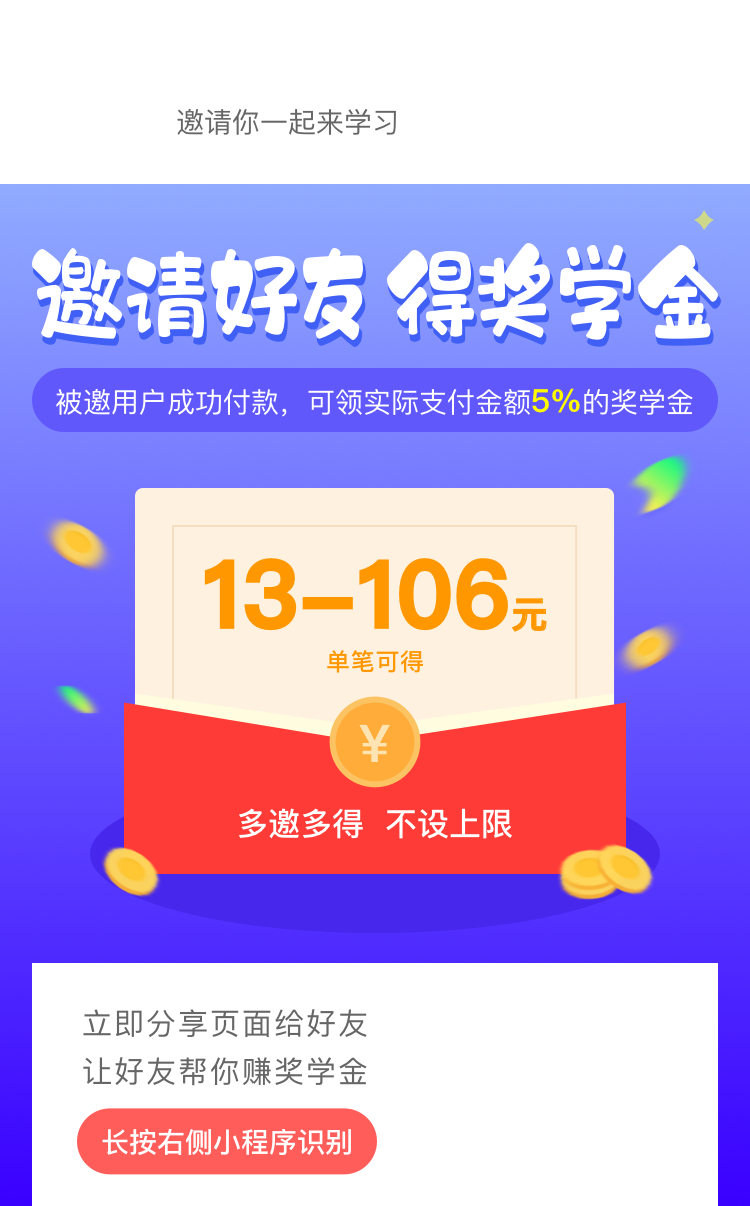 邀请你一起来学习
邀请好友 得奖学金
被邀用户成功付款，可领实际支付金额5%的奖学金
13-106元
单笔可得
¥
多邀多得 不设上限
立即分享页面给好友
让好友帮你赚奖学金
长按右侧小程序识别